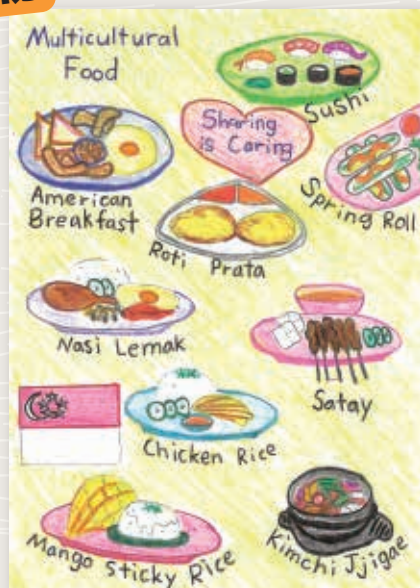 Multicultural
Food
Sushi
Sharing
is Caring
American
Breakfast
Spring Roll
Roti Prata
Nasi Lemak
Satay
Chicken Rice
Mango Sticky Rice
Kimchi Jjigae